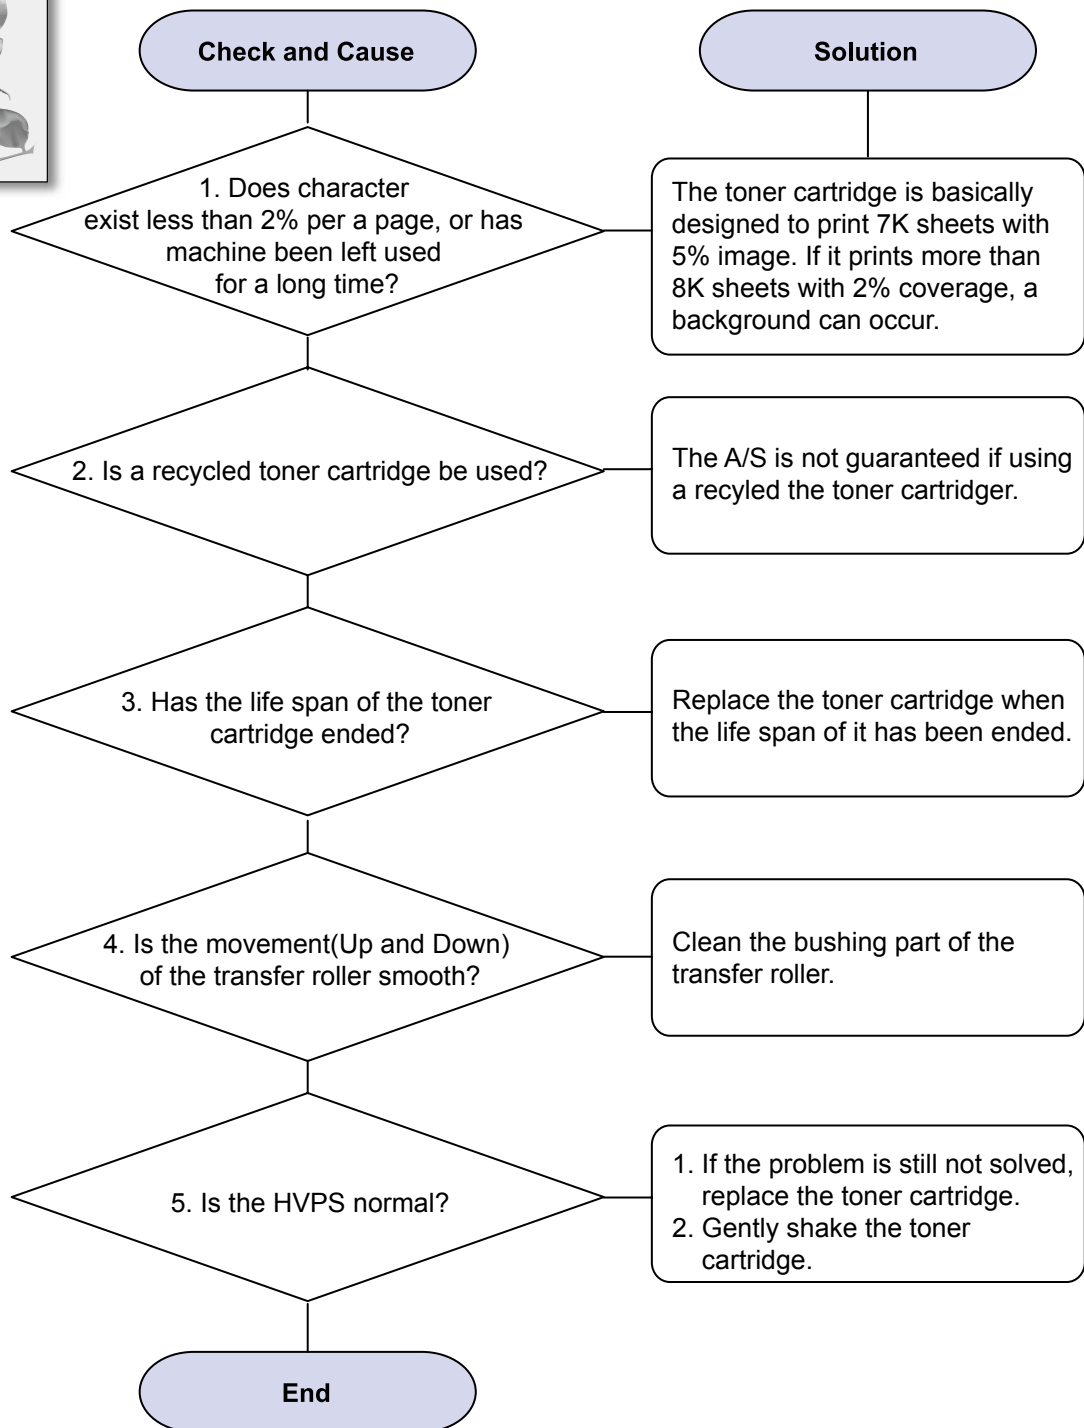 Check and Cause
Solution
1. Does character
exist less than 2% per a page, or has
machine been left used
for a long time?
The toner cartridge is basically
designed to print 7K sheets with
5% image. If it prints more than
8K sheets with 2% coverage, a
background can occur.
2. Is a recycled toner cartridge be used?
The A/S is not guaranteed if using
a recyled the toner cartridger.
3. Has the life span of the toner
cartridge ended?
Replace the toner cartridge when
the life span of it has been ended.
4. Is the movement(Up and Down)
of the transfer roller smooth?
Clean the bushing part of the
transfer roller.
5. Is the HVPS normal?
1. If the problem is still not solved,
replace the toner cartridge.
2. Gently shake the toner
cartridge.
End